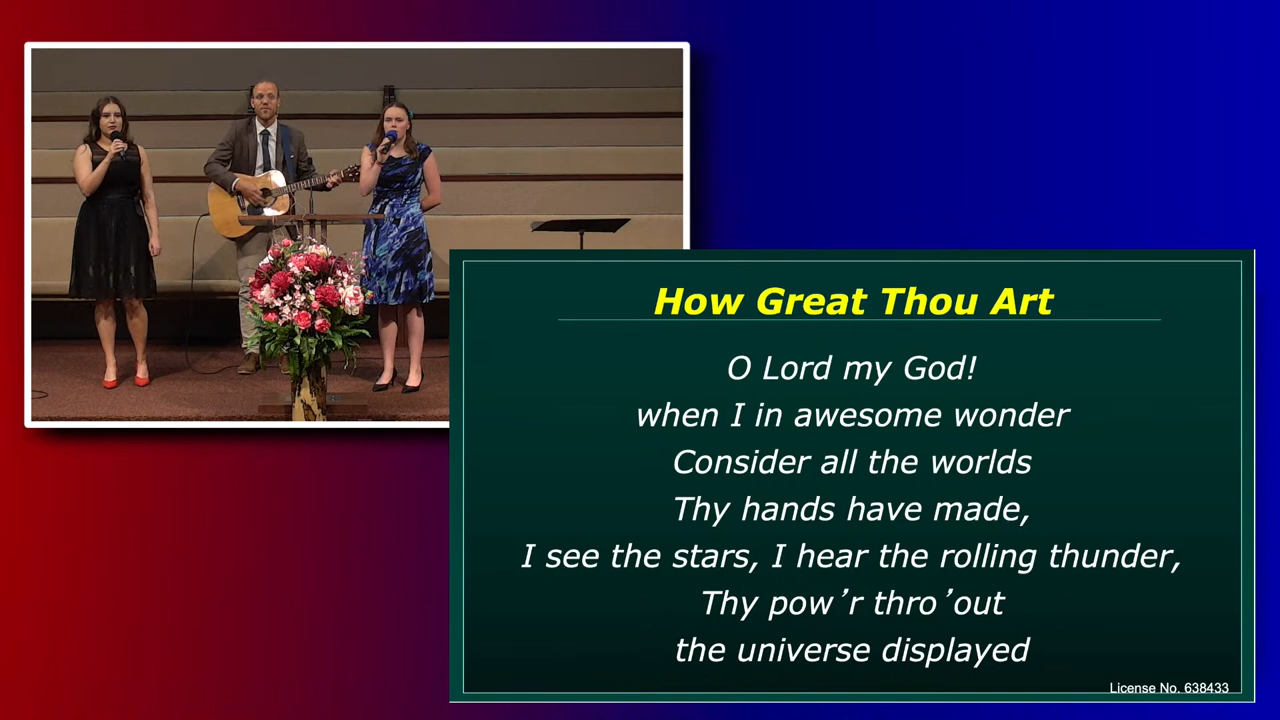 How Great Thou Art
O Lord my God!
when I in awesome wonder
Consider all the worlds
Thy hands have made,
I see the stars, I hear the rolling thunder,
Thy pow’r thro’out
the universe displayed
License No. 638433